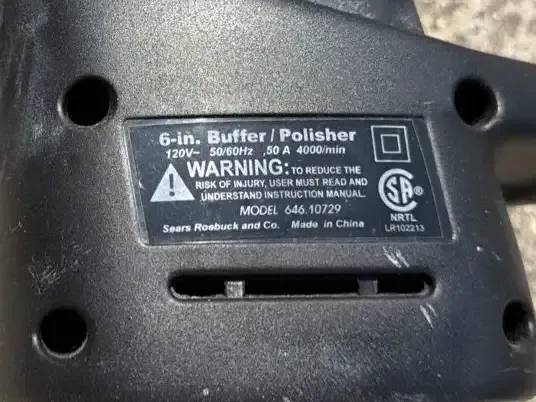 6-in. Buffer / Polisher
120V~ 50/60Hz .50 A 4000/min
WARNING: TO REDUCE THE
RISK OF INJURY, USER MUST READ AND
UNDERSTAND INSTRUCTION MANUAL.
MODEL 646.10729
Sears Roebuck and Co. Made in China
SA ®
NRTL
LR102213